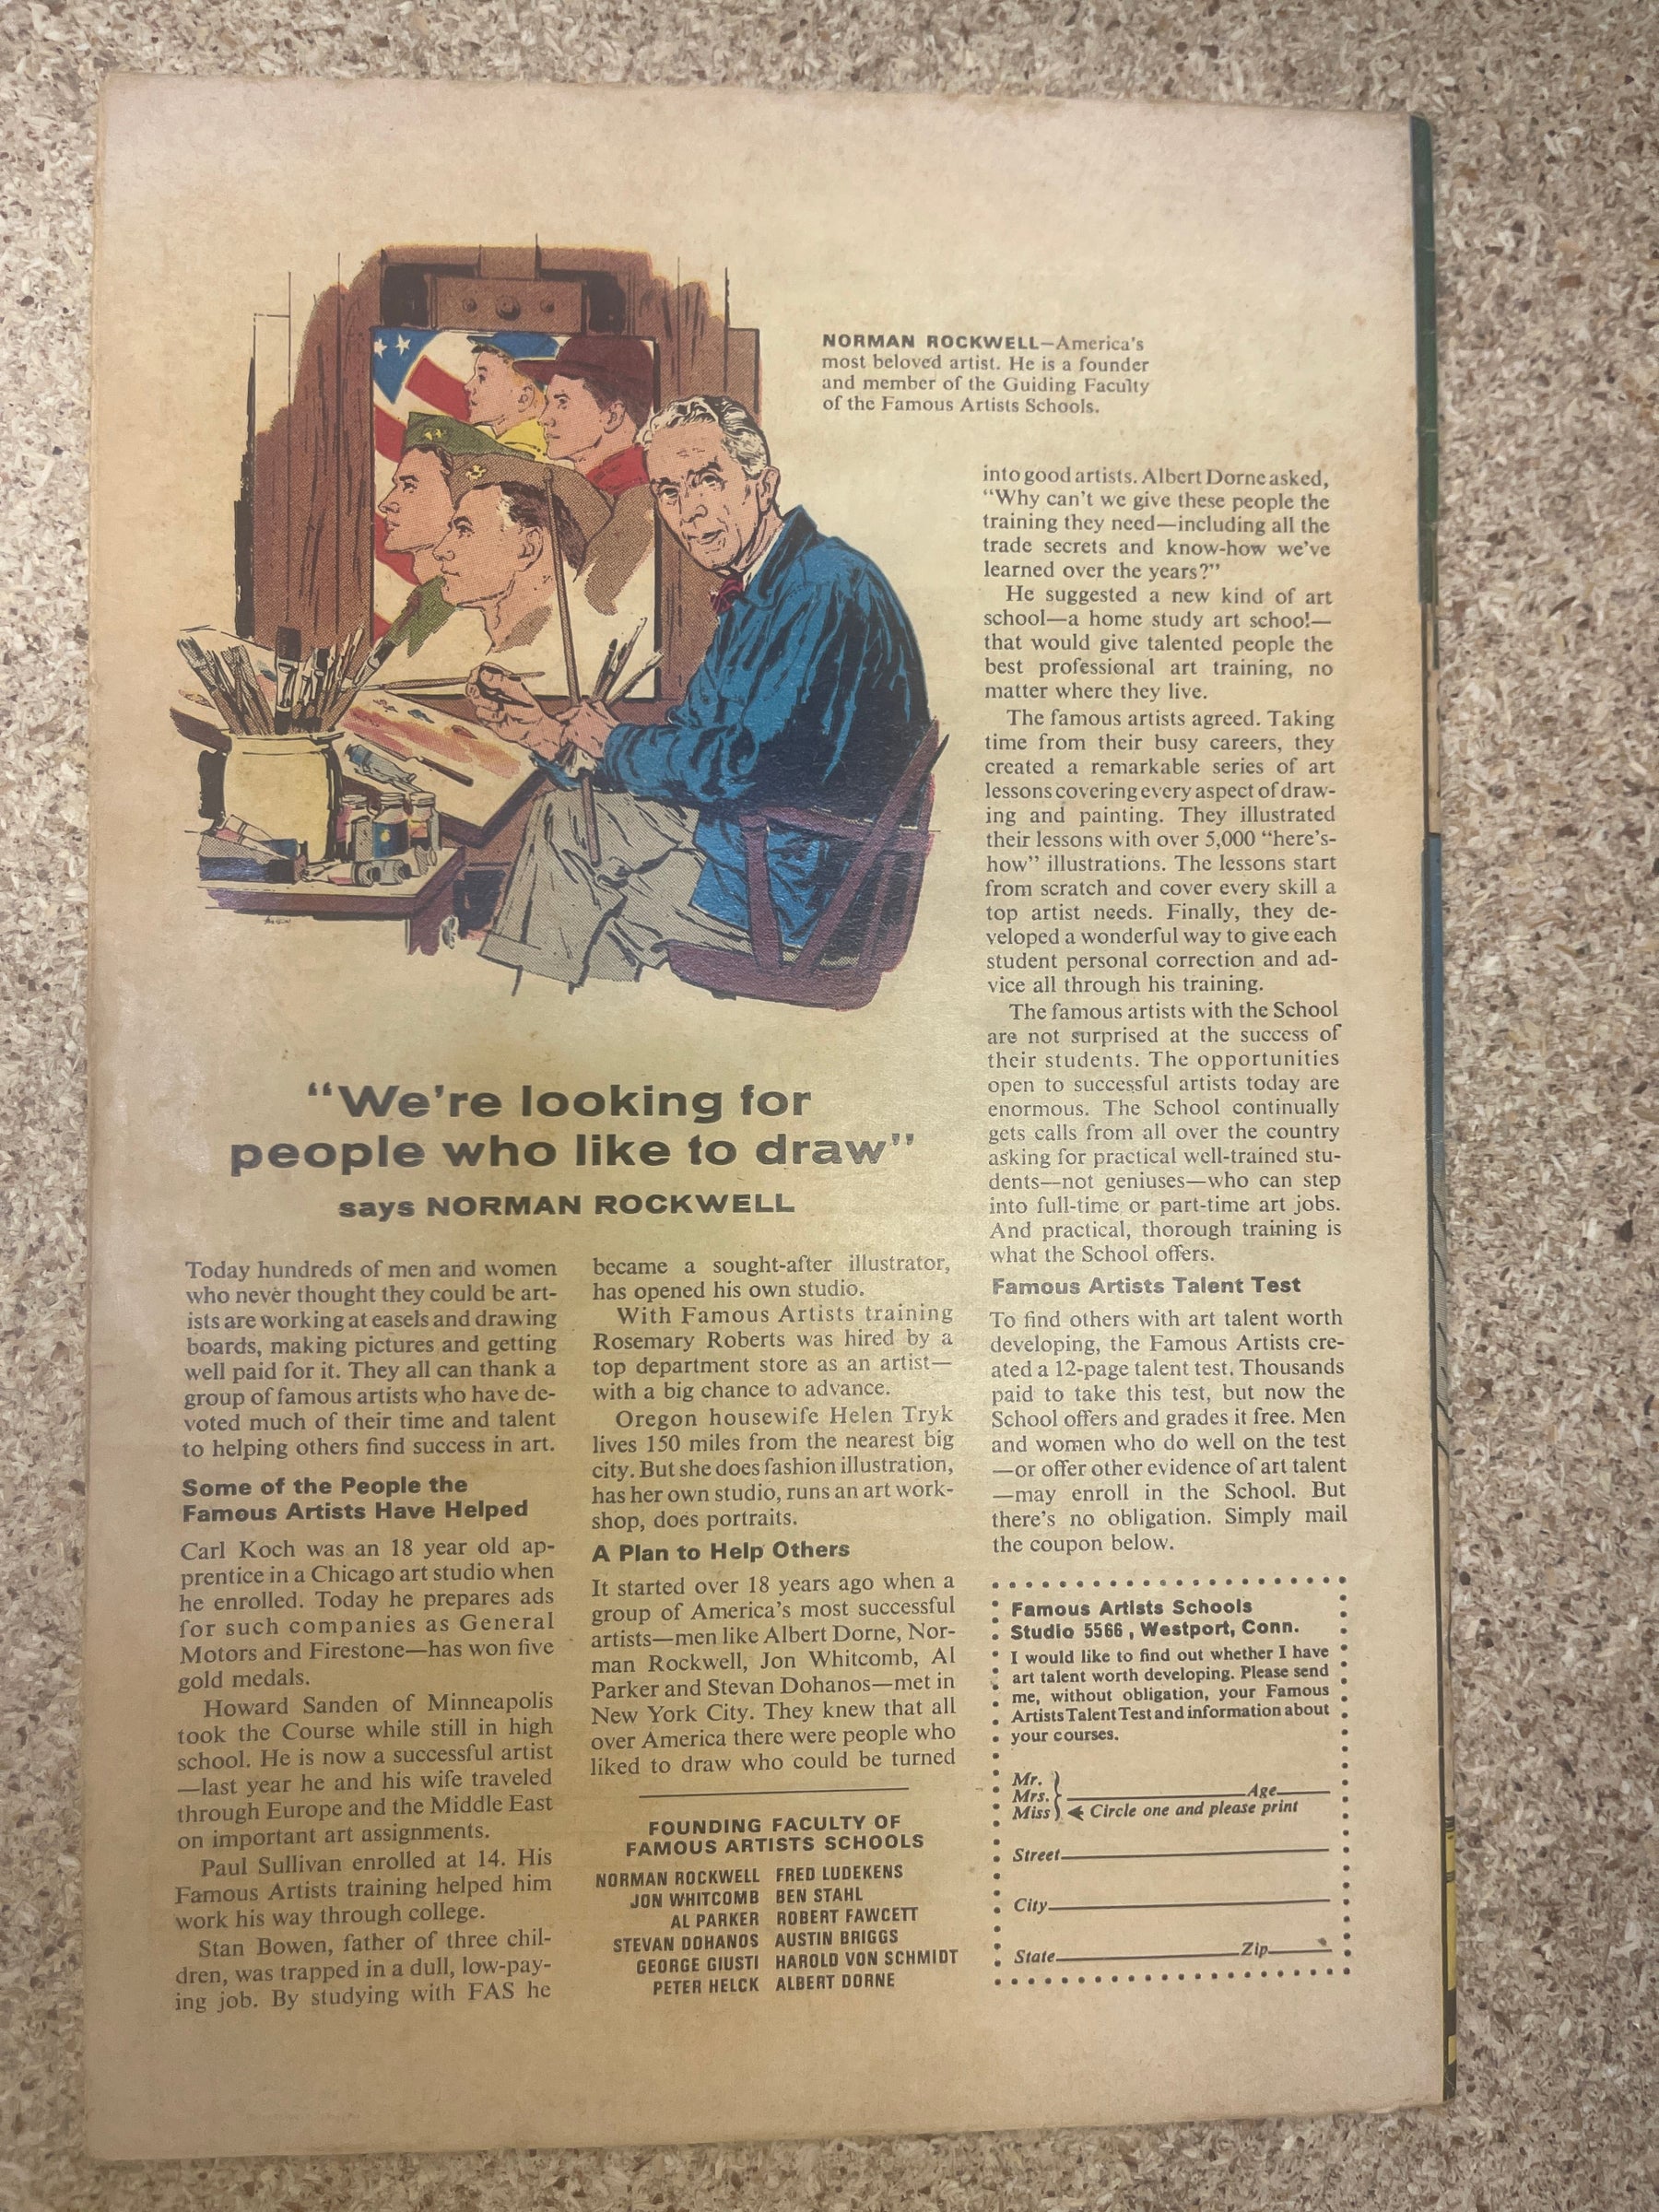 NORMAN ROCKWELL—America's
most beloved artist. He is a founder
and member of the Guiding Faculty
of the Famous Artists Schools.
"We're looking for
people who like to draw"
says NORMAN ROCKWELL
Today hundreds of men and women
who never thought they could be art-
ists are working at easels and drawing
boards, making pictures and getting
well paid for it. They all can thank a
group of famous artists who have de-
voted much of their time and talent
to helping others find success in art.
Some of the People the
Famous Artists Have Helped
Carl Koch was an 18 year old ap-
prentice in a Chicago art studio when
he enrolled. Today he prepares ads
for such companies as General
Motors and Firestone—has won five
gold medals.
Howard Sanden of Minneapolis
took the Course while still in high
school. He is now a successful artist
—last year he and his wife traveled
through Europe and the Middle East
on important art assignments.
Paul Sullivan enrolled at 14. His
Famous Artists training helped him
work his way through college.
Stan Bowen, father of three chil-
dren, was trapped in a dull, low-pay-
ing job. By studying with FAS he
became a sought-after illustrator,
has opened his own studio.
With Famous Artists training
Rosemary Roberts was hired by a
top department store as an artist—
with a big chance to advance.
Oregon housewife Helen Tryk
lives 150 miles from the nearest big
city. But she does fashion illustration,
has her own studio, runs an art work-
shop, does portraits.
A Plan to Help Others
It started over 18 years ago when a
group of America's most successful
artists—men like Albert Dorne, Nor-
man Rockwell, Jon Whitcomb, Al
Parker and Stevan Dohanos—met in
New York City. They knew that all
over America there were people who
liked to draw who could be turned
into good artists. Albert Dorne asked,
"Why can't we give these people the
training they need—including all the
trade secrets and know-how we've
learned over the years?"
He suggested a new kind of art
school—a home study art school—
that would give talented people the
best professional art training, no
matter where they live.
The famous artists agreed. Taking
time from their busy careers, they
created a remarkable series of art
lessons covering every aspect of draw-
ing and painting. They illustrated
their lessons with over 5,000 "here's-
how" illustrations. The lessons start
from scratch and cover every skill a
top artist needs. Finally, they de-
veloped a wonderful way to give each
student personal correction and ad-
vice all through his training.
The famous artists with the School
are not surprised at the success of
their students. The opportunities
open to successful artists today are
enormous. The School continually
gets calls from all over the country
asking for practical well-trained stu-
dents—not geniuses—who can step
into full-time or part-time art jobs.
And practical, thorough training is
what the School offers.
Famous Artists Talent Test
To find others with art talent worth
developing, the Famous Artists cre-
ated a 12-page talent test. Thousands
paid to take this test, but now the
School offers and grades it free. Men
and women who do well on the test
—or offer other evidence of art talent
—may enroll in the School. But
there's no obligation. Simply mail
the coupon below.
FOUNDING FACULTY OF
FAMOUS ARTISTS SCHOOLS
NORMAN ROCKWELL FRED LUDEKENS
JON WHITCOMB BEN STAHL
AL PARKER ROBERT FAWCETT
STEVAN DOHANOS AUSTIN BRIGGS
GEORGE GIUSTI HAROLD VON SCHMIDT
PETER HELCK ALBERT DORNE
Famous Artists Schools
Studio 5566, Westport, Conn.
I would like to find out whether I have
art talent worth developing. Please send
me, without obligation, your Famous
Artists Talent Test and information about
your courses.
Mr.
Mrs. Age
Miss Circle one and please print
Street
City
State Zip